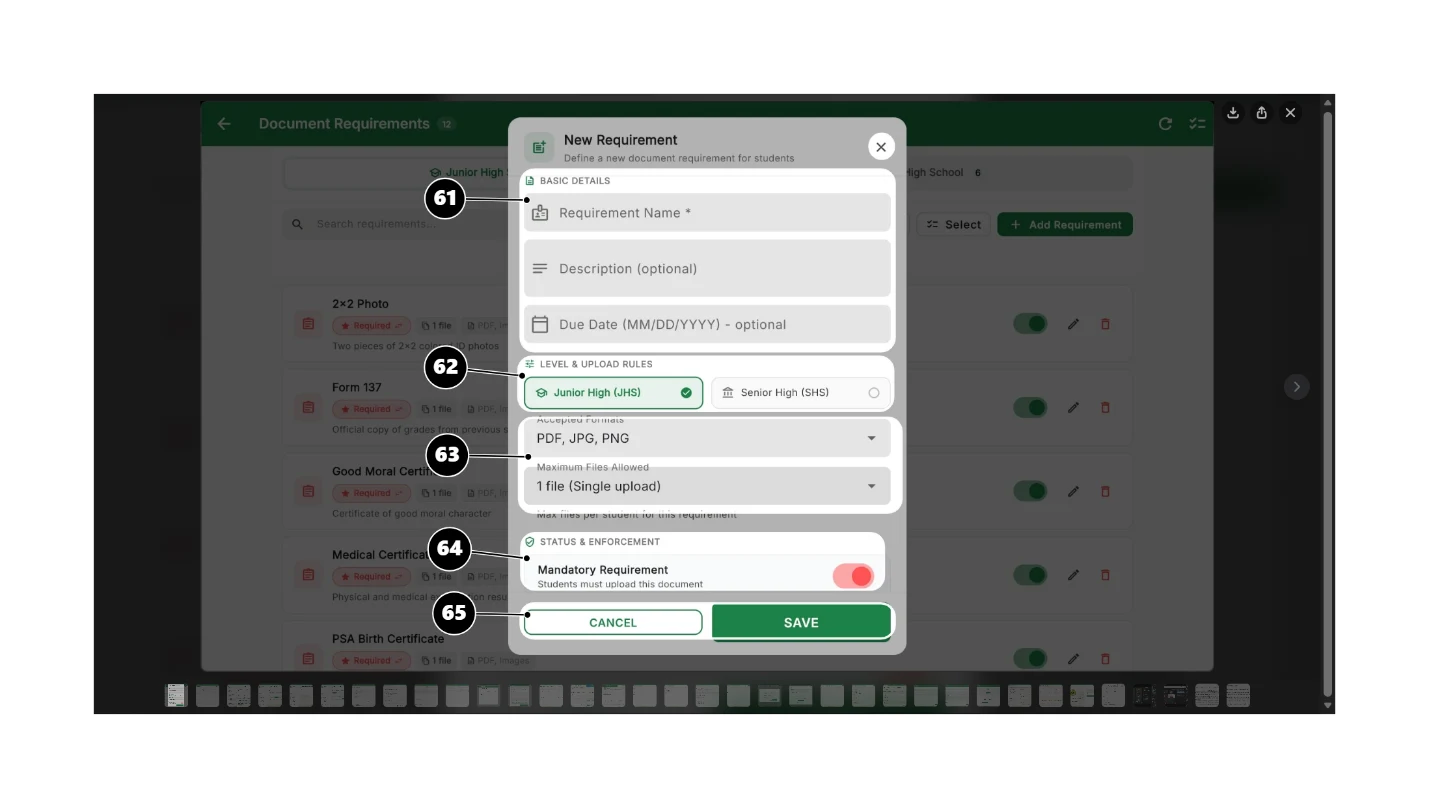 Document Requirements 12
New Requirement
Define a new document requirement for students
Junior High
High School 6
BASIC DETAILS
61
Requirement Name *
Search requirements...
Select
+ Add Requirement
Description (optional)
Due Date (MM/DD/YYYY) - optional
2×2 Photo
Required 1 file PDF,
Two pieces of 2×2 ID photos
62
LEVEL & UPLOAD RULES
Junior High (JHS)
Senior High (SHS)
Form 137
Required 1 file PDF,
Official copy of grades from previous
Accepted Formats
PDF, JPG, PNG
63
Maximum Files Allowed
1 file (Single upload)
Max files per student for this requirement
Good Moral
Required 1 file PDF,
Certificate of good moral character
64
STATUS & ENFORCEMENT
Mandatory Requirement
Students must upload this document
Medical Certifica
Required 1 file
Physical and medical
65
CANCEL
SAVE
PSA Birth Certificate
Required 1 file PDF, Images